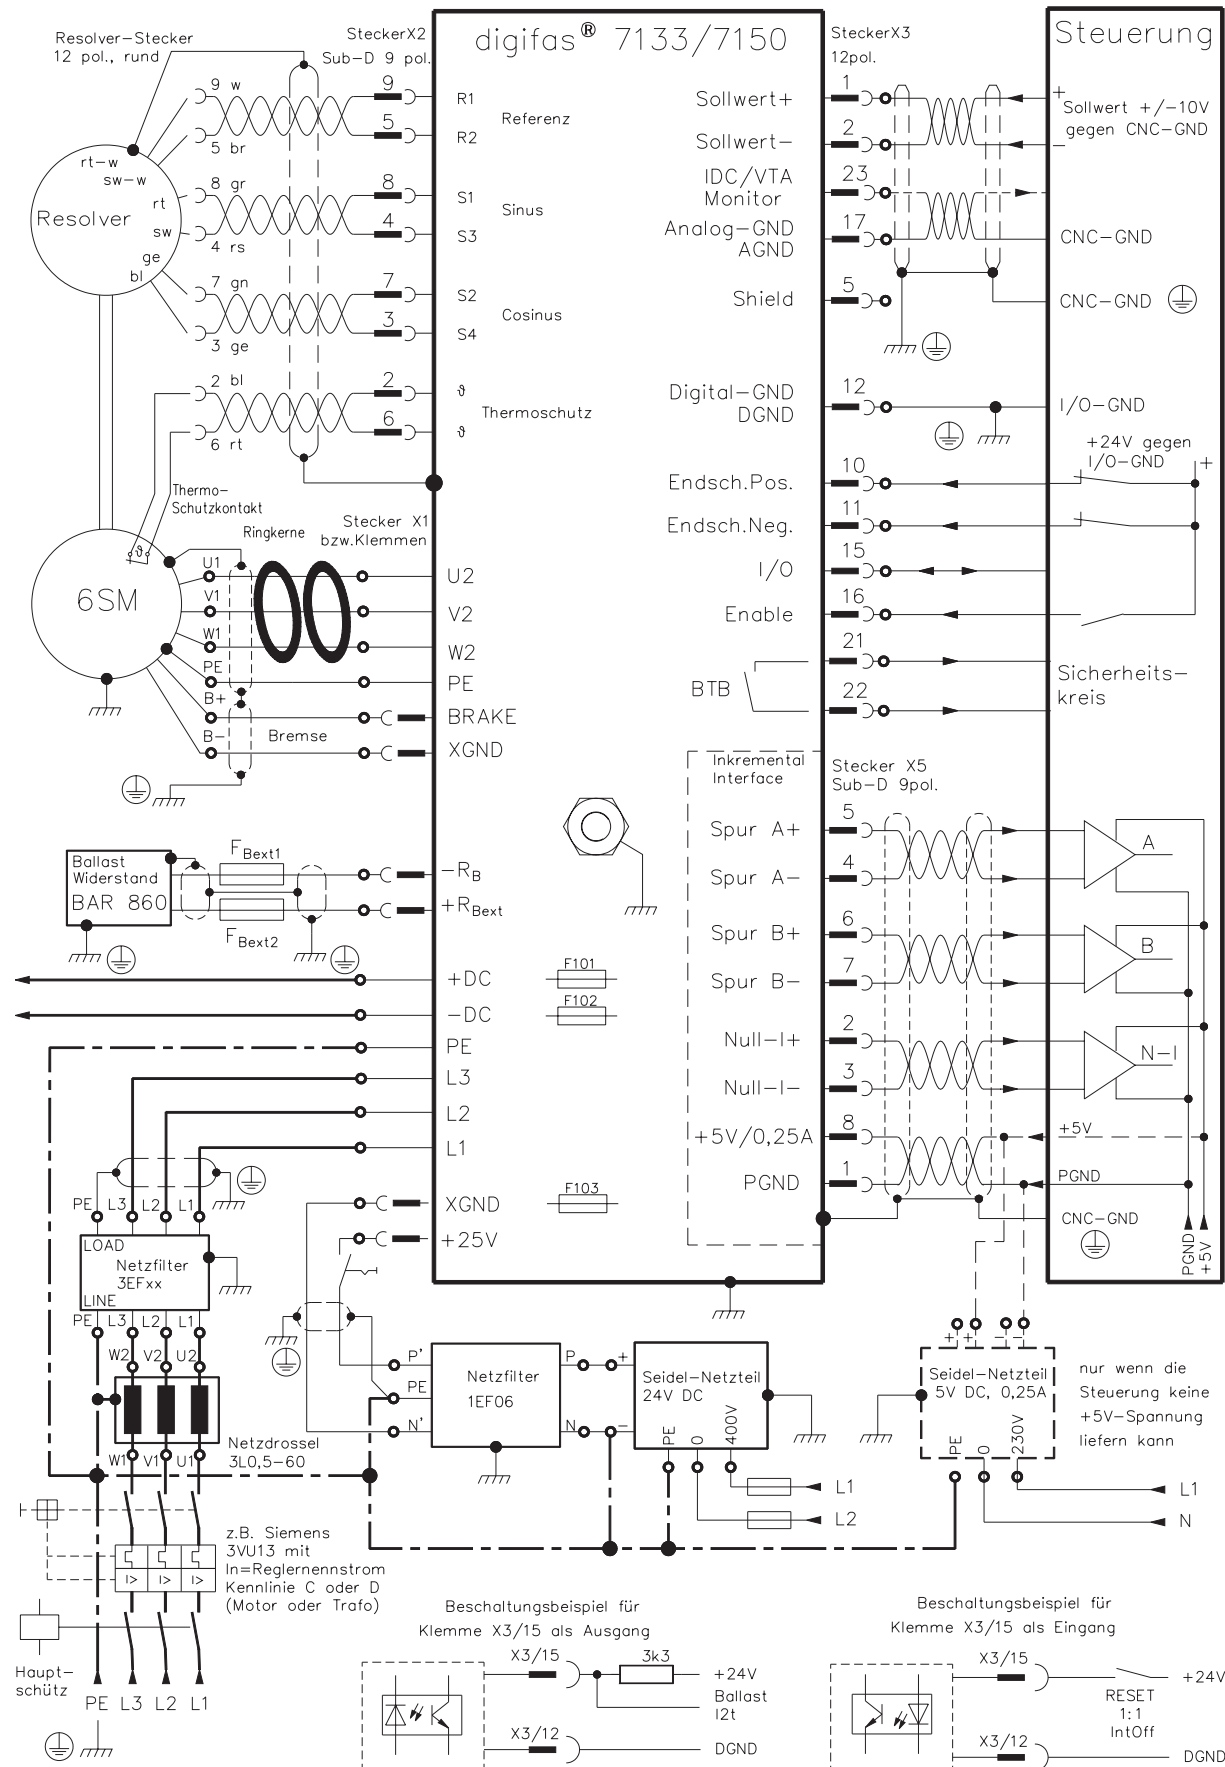 digifas® 7133/7150
Steuerung
Resolver-Stecker
12 pol., rund
SteckerX2
Sub-D 9 pol.
SteckerX3
12pol.
9 w
9
R1
Referenz
5 br
5
R2
rt-w
sw-w
rt
Resolver
sw
ge
bl
8 gr
8
S1
Sinus
4 rs
4
S3
7 gn
7
S2
Cosinus
3 ge
3
S4
2 bl
2
ϑ
Thermoschutz
6 rt
6
ϑ
Sollwert+
1
+
Sollwert +/-10V
gegen CNC-GND
Sollwert-
2
-
IDC/VTA
Monitor
23
Analog-GND
AGND
17
CNC-GND
Shield
5
CNC-GND
Digital-GND
DGND
12
I/O-GND
+24V gegen
I/O-GND
+
Endsch.Pos.
10
Endsch.Neg.
11
I/O
15
Enable
16
BTB
21
22
Sicherheits-
kreis
Thermo-
Schutzkontakt
Ringkerne
Stecker X1
bzw.Klemmen
ϑ
6SM
U1
U2
V1
V2
W1
W2
PE
PE
B+
BRAKE
B-
Bremse
XGND
Inkremental
Interface
Stecker X5
Sub-D 9pol.
Spur A+
5
A
Spur A-
4
Spur B+
6
B
Spur B-
7
Null-I+
2
N-I
Null-I-
3
+5V/0,25A
8
+5V
PGND
1
PGND
CNC-GND
PGND
+5V
Ballast
Widerstand
BAR 860
FBext1
-RB
+RBext
FBext2
+DC
F101
-DC
F102
PE
L3
L2
L1
XGND
F103
+25V
PE L3 L2 L1
LOAD
Netzfilter
3EFxx
LINE
PE L3 L2 L1
W2 V2 U2
Netzdrossel
3L0,5-60
W1 V1 U1
P'
PE
N'
Netzfilter
1EF06
P
N
+
-
Seidel-Netzteil
24V DC
PE
0
400V
L1
L2
+ + - -
Seidel-Netzteil
5V DC, 0,25A
PE
0
230V
nur wenn die
Steuerung keine
+5V-Spannung
liefern kann
L1
N
z.B. Siemens
3VU13 mit
In=Reglernennstrom
Kennlinie C oder D
(Motor oder Trafo)
I> I> I>
Haupt-
schütz
PE L3 L2 L1
Beschaltungsbeispiel für
Klemme X3/15 als Ausgang
X3/15
3k3
+24V
Ballast
I2t
X3/12
DGND
Beschaltungsbeispiel für
Klemme X3/15 als Eingang
X3/15
+24V
RESET
1:1
IntOff
X3/12
DGND